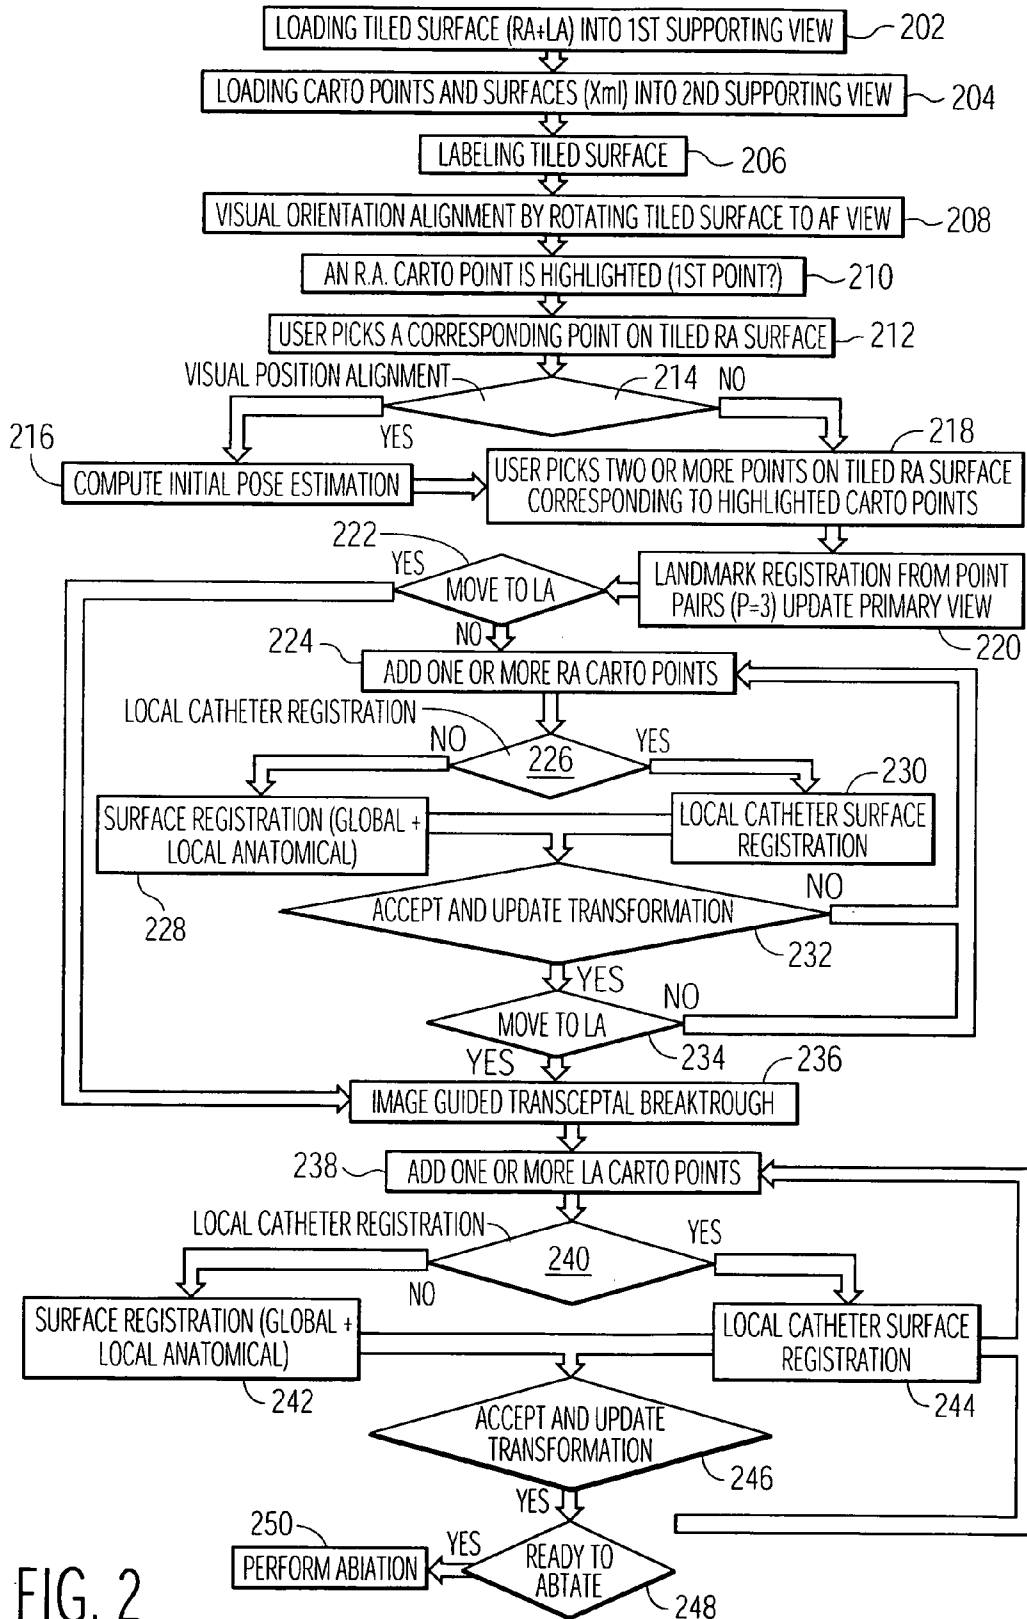 LOADING TILED SURFACE (RA+LA) INTO 1ST SUPPORTING VIEW
202
LOADING CARTO POINTS AND SURFACES (Xml) INTO 2ND SUPPORTING VIEW
204
LABELING TILED SURFACE
206
VISUAL ORIENTATION ALIGNMENT BY ROTATING TILED SURFACE TO AF VIEW
208
AN R.A. CARTO POINT IS HIGHLIGHTED (1ST POINT?)
210
USER PICKS A CORRESPONDING POINT ON TILED RA SURFACE
212
VISUAL POSITION ALIGNMENT
214
NO
YES
216
COMPUTE INITIAL POSE ESTIMATION
218
USER PICKS TWO OR MORE POINTS ON TILED RA SURFACE
CORRESPONDING TO HIGHLIGHTED CARTO POINTS
222
YES
MOVE TO LA
NO
LANDMARK REGISTRATION FROM POINT
PAIRS (P=3) UPDATE PRIMARY VIEW
220
224
ADD ONE OR MORE RA CARTO POINTS
LOCAL CATHETER REGISTRATION
NO
226
YES
SURFACE REGISTRATION (GLOBAL +
LOCAL ANATOMICAL)
228
230
LOCAL CATHETER SURFACE
REGISTRATION
ACCEPT AND UPDATE TRANSFORMATION
NO
232
YES
MOVE TO LA
NO
234
YES
236
IMAGE GUIDED TRANSCEPTAL BREAKTROUGH
238
ADD ONE OR MORE LA CARTO POINTS
LOCAL CATHETER REGISTRATION
240
YES
NO
SURFACE REGISTRATION (GLOBAL +
LOCAL ANATOMICAL)
242
LOCAL CATHETER SURFACE
REGISTRATION
244
ACCEPT AND UPDATE
TRANSFORMATION
246
YES
READY TO
ABTATE
248
YES
250
PERFORM ABIATION
FIG. 2